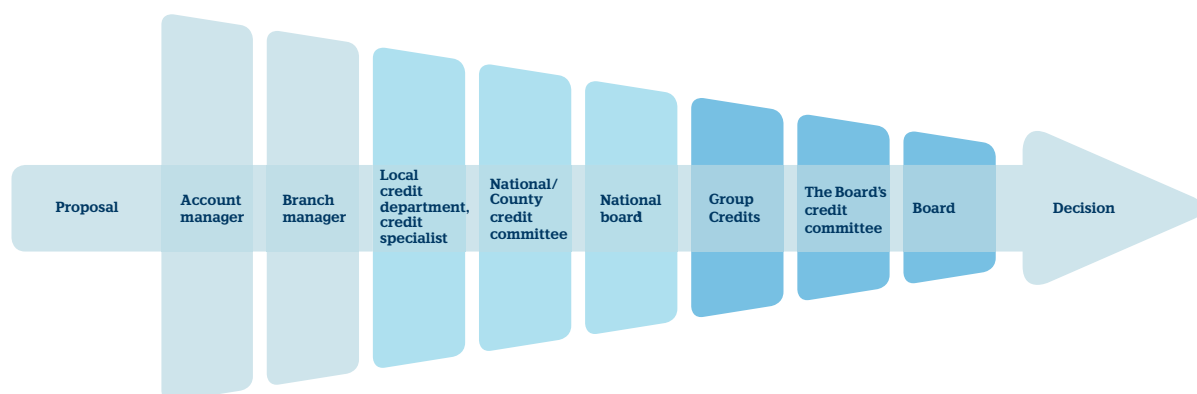 Proposal
Account
manager
Branch
manager
Local
credit
department,
credit
specialist
National/
County
credit
committee
National
board
Group
Credits
The Board's
credit
committee
Board
Decision